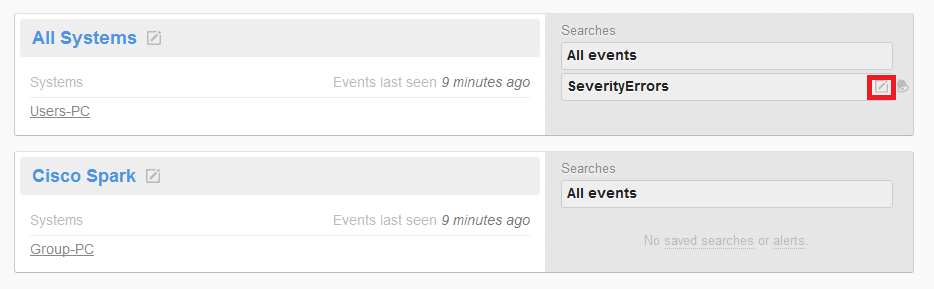 All Systems
Systems
Events last seen 9 minutes ago
Users-PC
Searches
All events
SeverityErrors
Cisco Spark
Systems
Events last seen 9 minutes ago
Group-PC
Searches
All events
No saved searches or alerts.